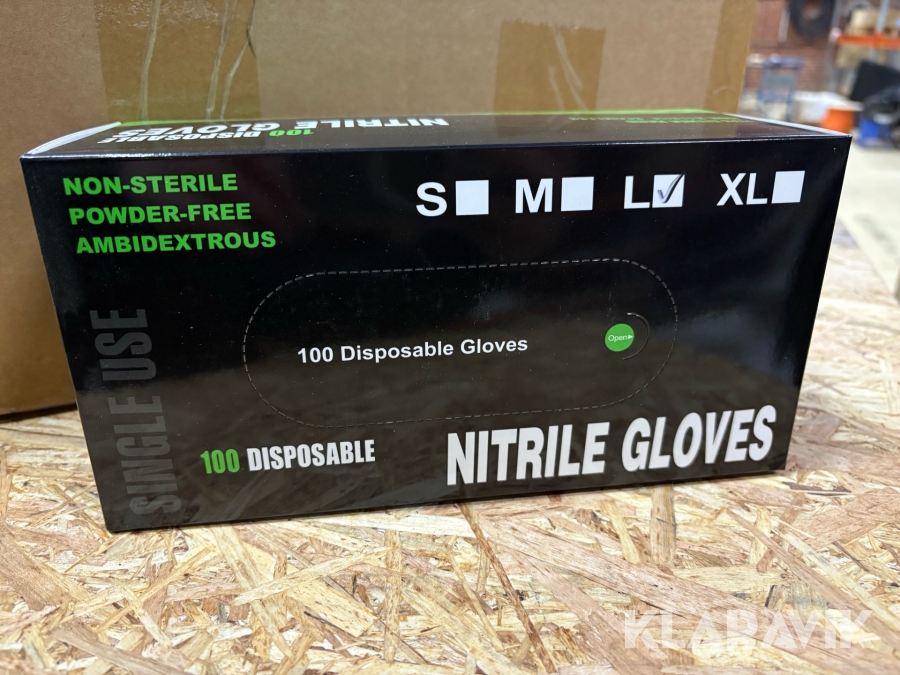 100 DISPOSABLE
NITRILE GLOVES
NITRILE
NON-STERILE
POWDER-FREE
AMBIDEXTROUS
S M L XL
SINGLE USE
100 Disposable Gloves
Open
100 DISPOSABLE
NITRILE GLOVES
KLARAVIK